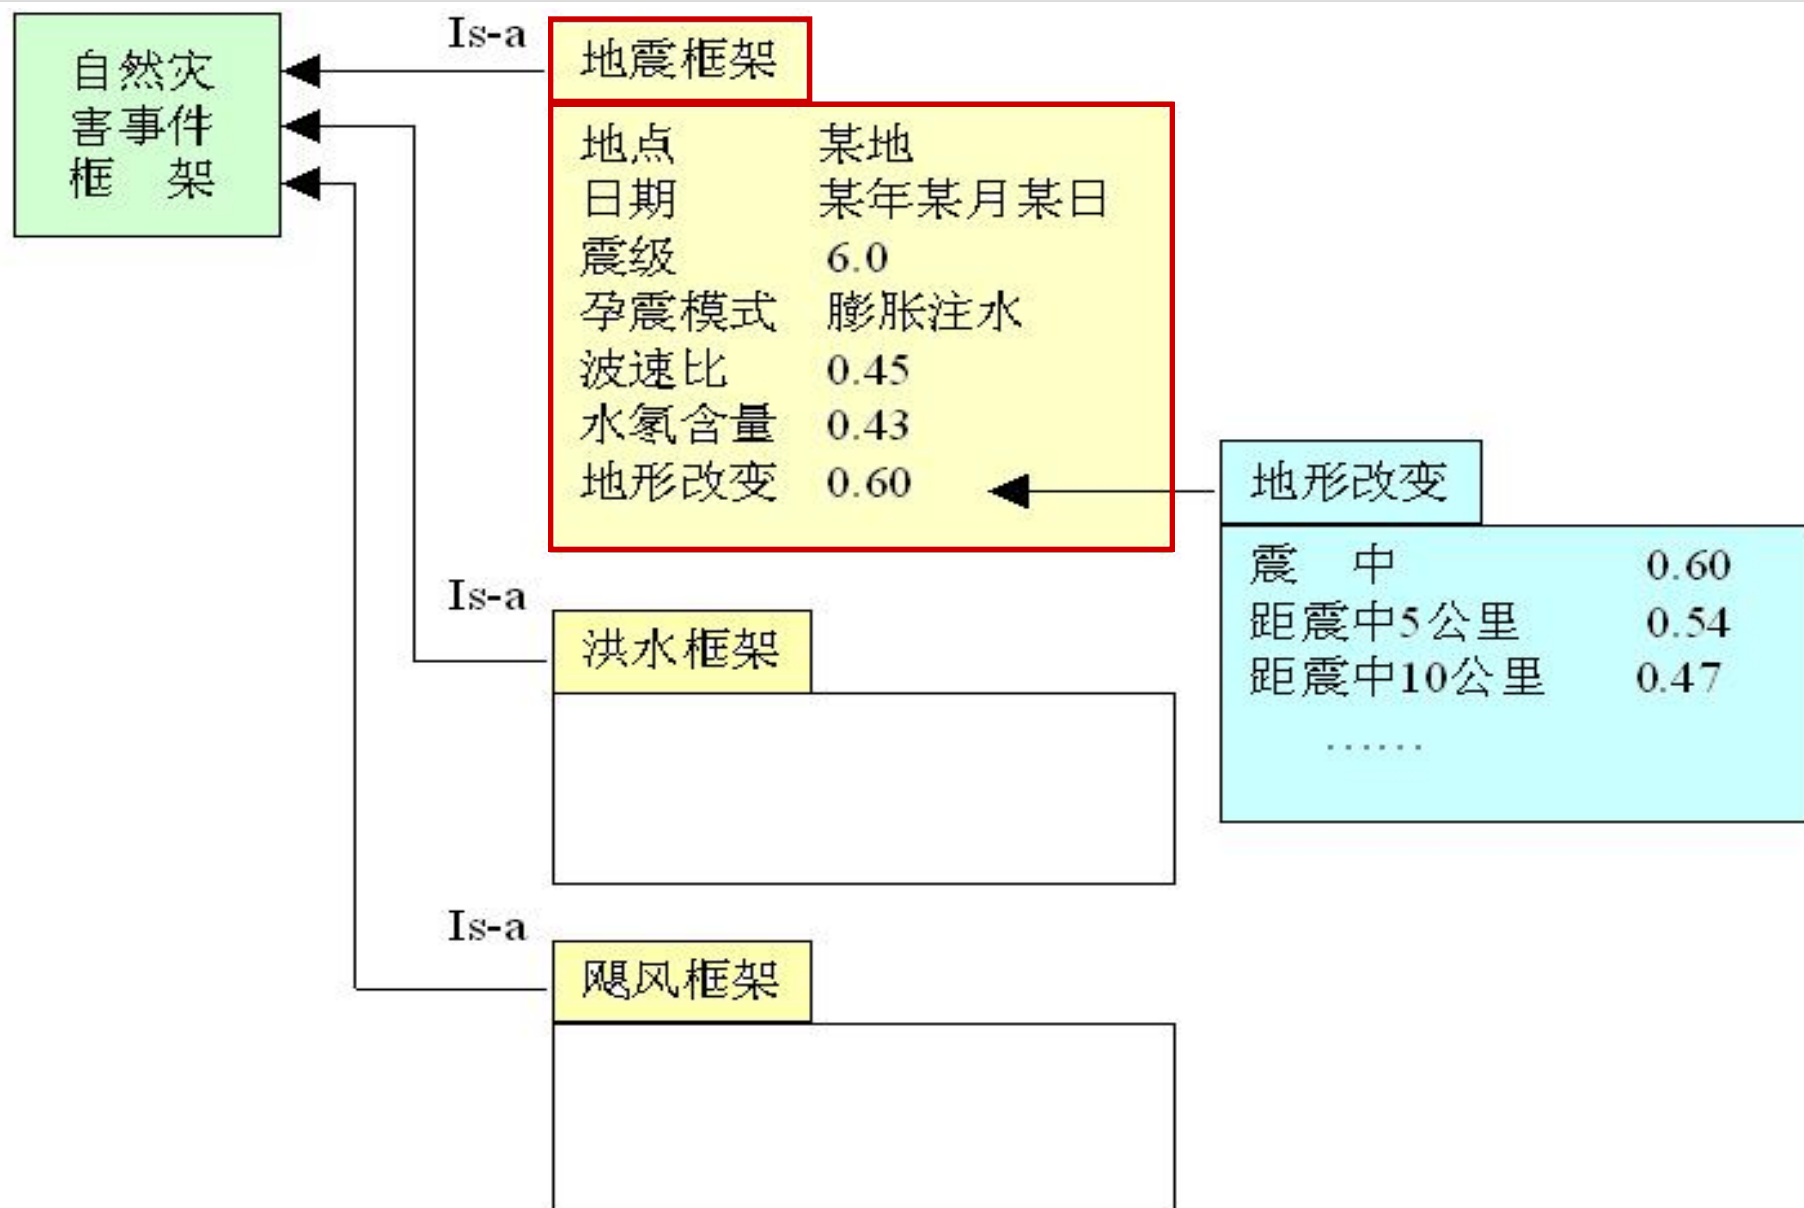 自然灾
害事件
框 架
Is-a
地震框架
地点 某地
日期 某年某月某日
震级 6.0
孕震模式 膨胀注水
波速比 0.45
水氡含量 0.43
地形改变 0.60
地形改变
震 中 0.60
距震中5公里 0.54
距震中10公里 0.47
……
Is-a
洪水框架
Is-a
飓风框架